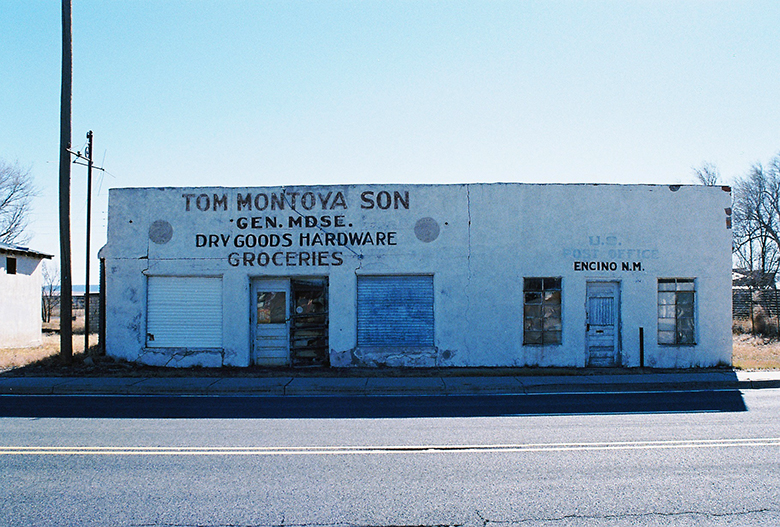 TOM MONTOYA SON
GEN. MDSE.
DRY GOODS HARDWARE
GROCERIES
U.S.
POST OFFICE
ENCINO N.M.